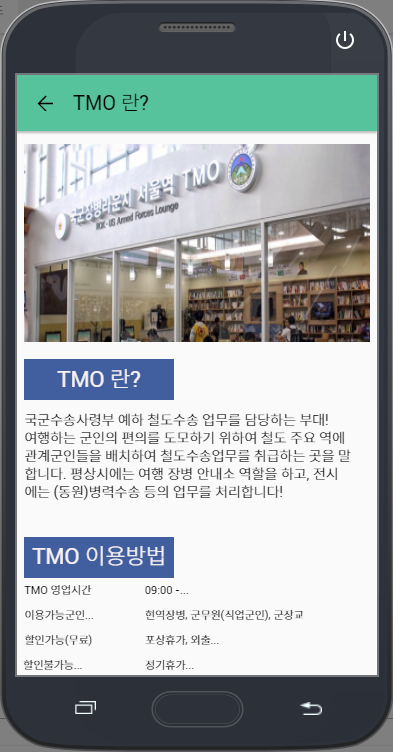 TMO 란?
국군장병라운지 서울역 TMO
ROK - US Armed Forces Lounge
TMO 란?
국군수송사령부 예하 철도수송 업무를 담당하는 부대!
여행하는 군인의 편의를 도모하기 위하여 철도 주요 역에
관계군인들을 배치하여 철도수송업무를 취급하는 곳을 말
합니다. 평상시에는 여행 장병 안내소 역할을 하고, 전시
에는 (동원)병력수송 등의 업무를 처리합니다!
TMO 이용방법
TMO 영업시간 09:00 -...
이용가능군인... 현역장병, 군무원(직업군인), 군장교
할인가능(무료) 포상휴가, 외출...
할인불가능... 성기휴가...